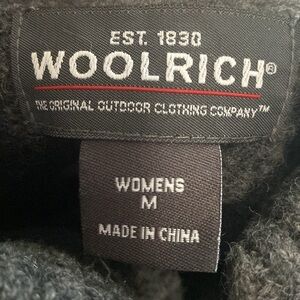 EST. 1830
WOOLRICH®
THE ORIGINAL OUTDOOR CLOTHING COMPANY™
WOMENS
M
MADE IN CHINA